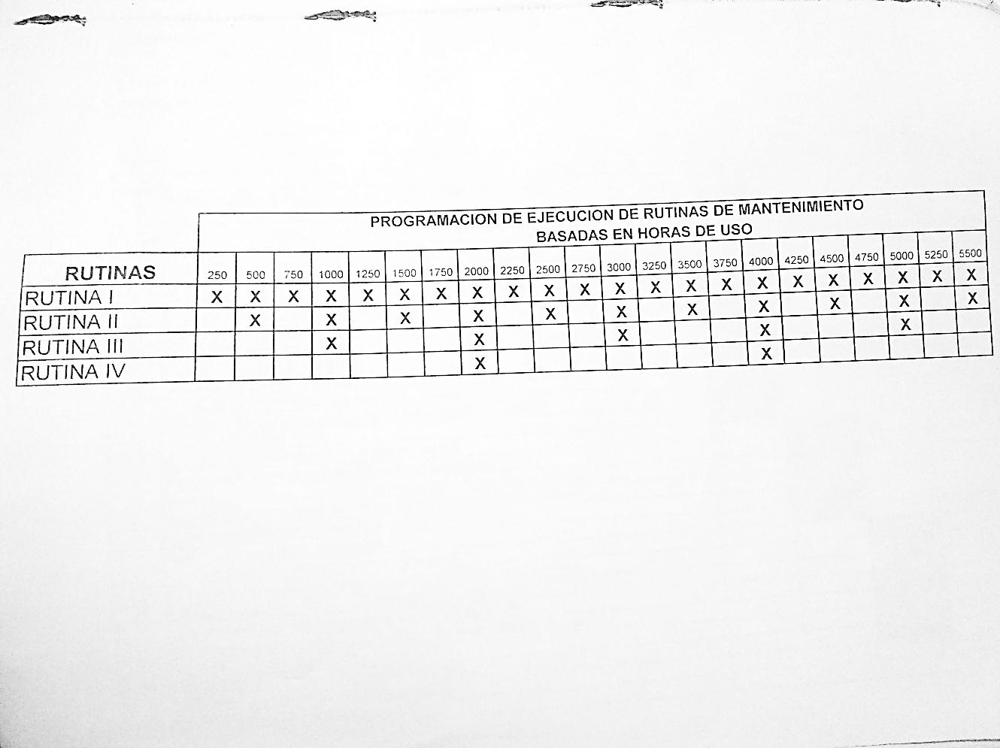 PROGRAMACION DE EJECUCION DE RUTINAS DE MANTENIMIENTO
BASADAS EN HORAS DE USO
RUTINAS 250 500 750 1000 1250 1500 1750 2000 2250 2500 2750 3000 3250 3500 3750 4000 4250 4500 4750 5000 5250 5500
RUTINA I X X X X X X X X X X X X X X X X X X X X X X
RUTINA II X X X X X X X X X X X
RUTINA III X X X X X
RUTINA IV X X